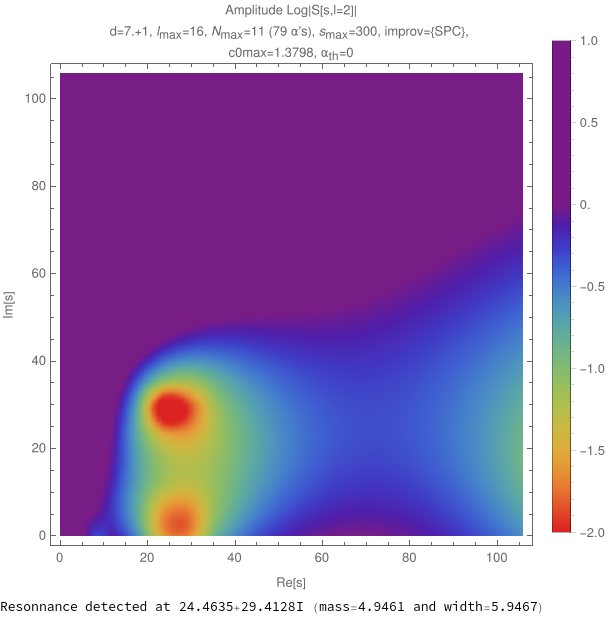 Amplitude Log|S[s,l=2]|
d=7.+1, lmax=16, Nmax=11 (79 α's), smax=300, improv={SPC},
c0max=1.3798, αth=0
1.0
100
0.5
80
0.
60
Im[s]
-0.5
40
-1.0
20
-1.5
0
-2.0
0 20 40 60 80 100
Re[s]
Resonnance detected at 24.4635+29.4128I (mass=4.9461 and width=5.9467)